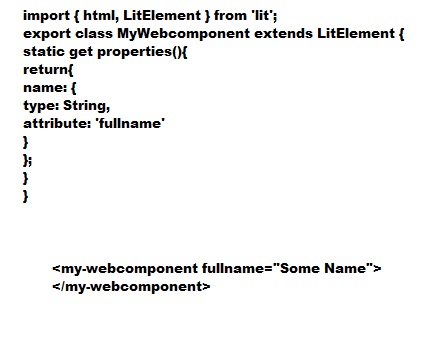 import { html, LitElement } from 'lit';
export class MyWebcomponent extends LitElement {
static get properties(){
return{
name: {
type: String,
attribute: 'fullname'
}
};
}
}
<my-webcomponent fullname="Some Name">
</my-webcomponent>